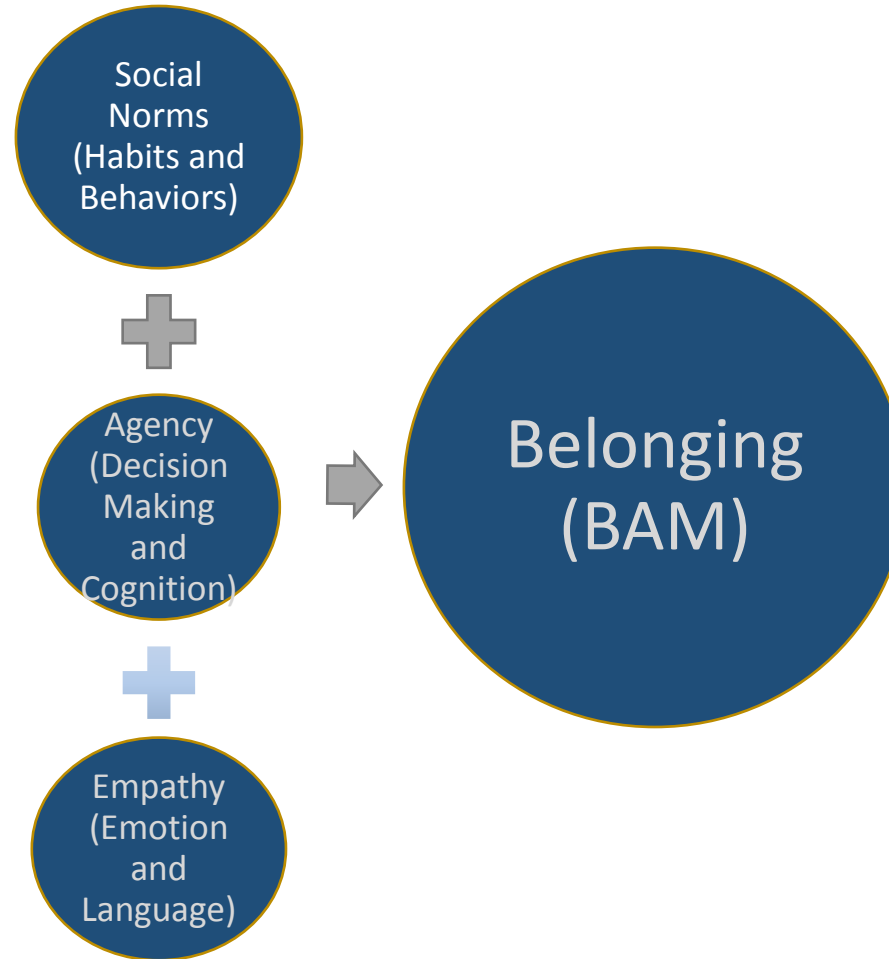 Social
Norms
(Habits and
Behaviors)
Agency
(Decision
Making
and
Cognition)
Empathy
(Emotion
and
Language)
Belonging
(BAM)